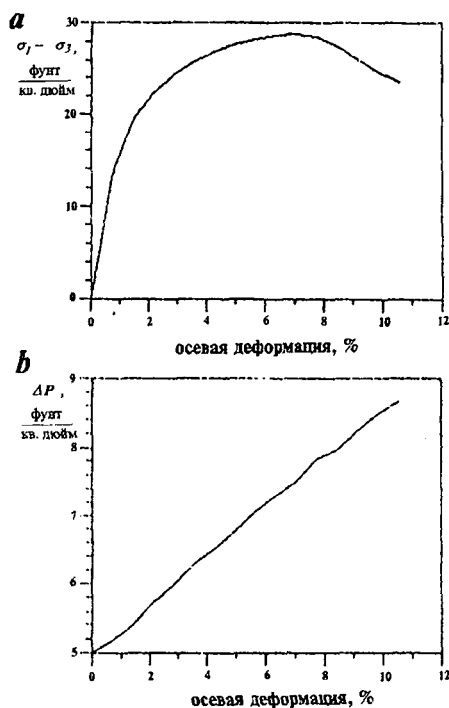 a
σ₁ – σ₃,
фунт
кв. дюйм
30
20
10
0
0 2 4 6 8 10 12
осевая деформация, %
b
ΔP,
фунт
кв. дюйм
9
8
7
6
5
0 2 4 6 8 10 12
осевая деформация, %